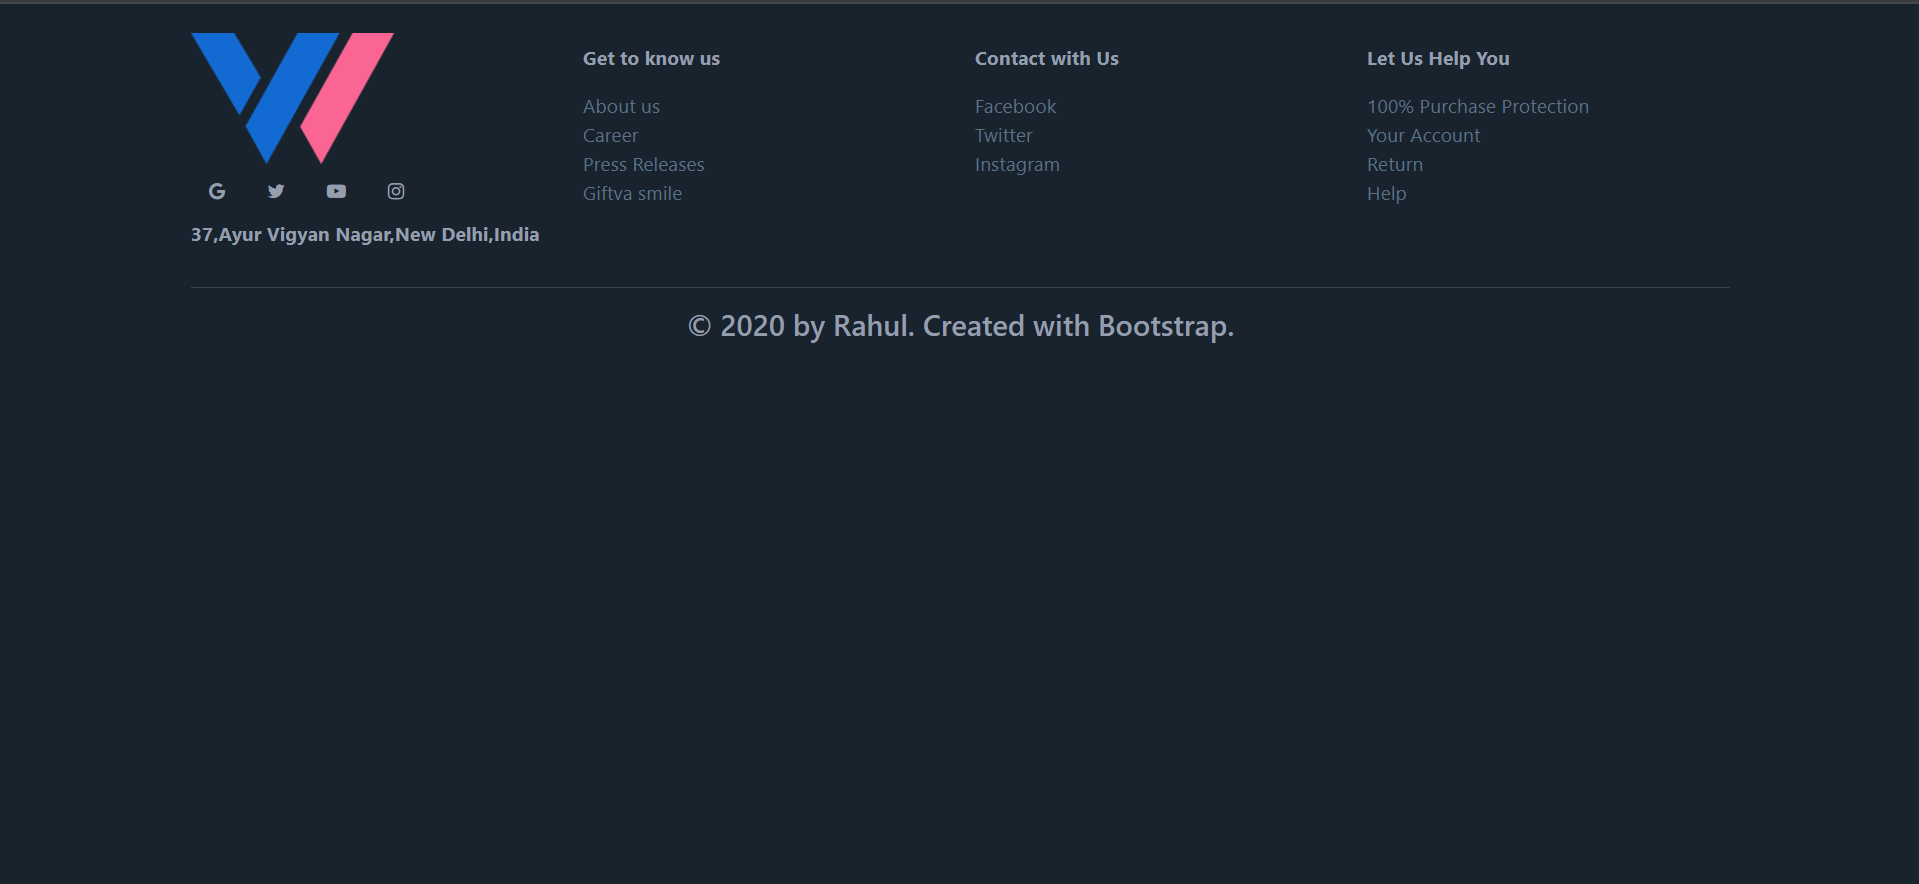 37,Ayur Vigyan Nagar,New Delhi,India
Get to know us
About us
Career
Press Releases
Giftva smile
Contact with Us
Facebook
Twitter
Instagram
Let Us Help You
100% Purchase Protection
Your Account
Return
Help
© 2020 by Rahul. Created with Bootstrap.